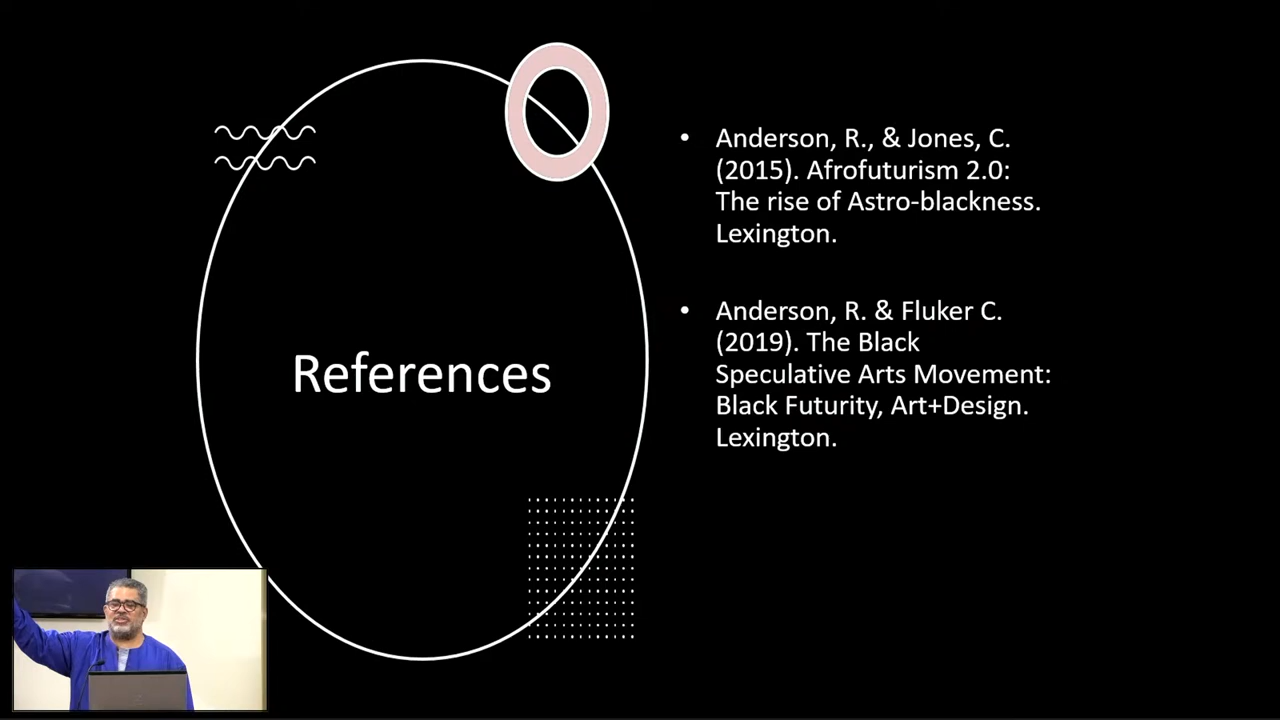 References
• Anderson, R., & Jones, C.
(2015). Afrofuturism 2.0:
The rise of Astro-blackness.
Lexington.
• Anderson, R. & Fluker C.
(2019). The Black
Speculative Arts Movement:
Black Futurity, Art+Design.
Lexington.